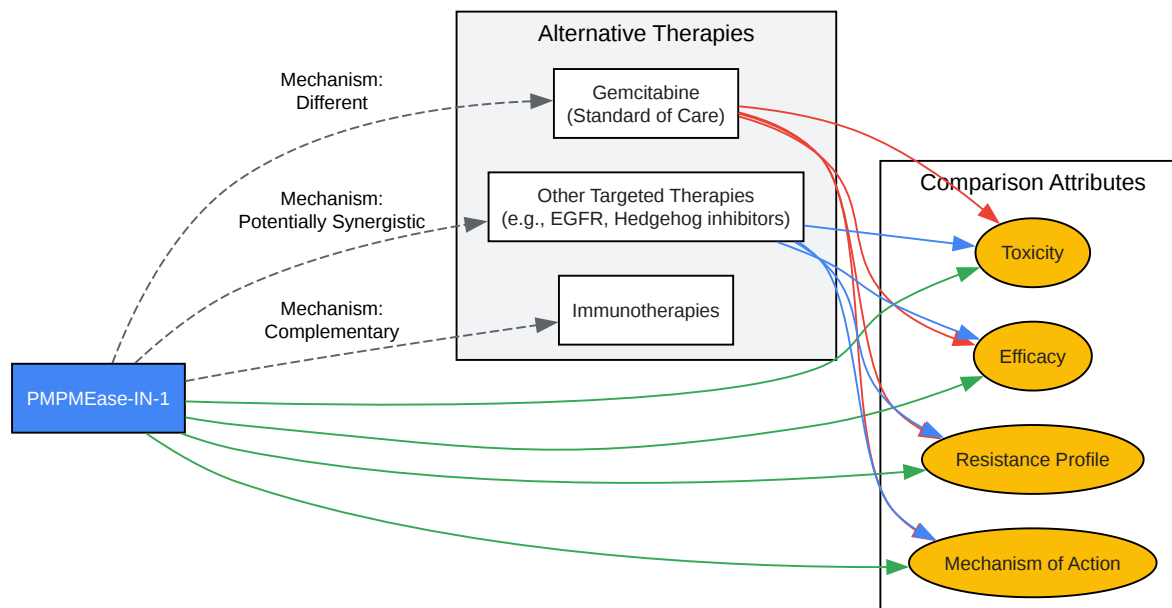 Alternative Therapies
Mechanism:
Different
Gemcitabine
(Standard of Care)
Mechanism:
Potentially Synergistic
Other Targeted Therapies
(e.g., EGFR, Hedgehog inhibitors)
Mechanism:
Complementary
Immunotherapies
PMPMEase-IN-1
Comparison Attributes
Toxicity
Efficacy
Resistance Profile
Mechanism of Action